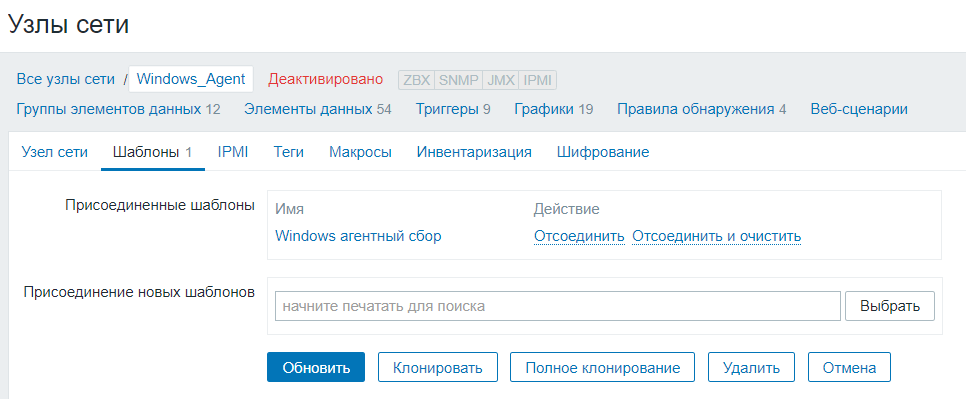 Узлы сети
Все узлы сети / Windows_Agent Деактивировано ZBX SNMP JMX IPMI
Группы элементов данных 12 Элементы данных 54 Триггеры 9 Графики 19 Правила обнаружения 4 Веб-сценарии
Узел сети Шаблоны 1 IPMI Теги Макросы Инвентаризация Шифрование
Присоединенные шаблоны Имя Действие
Windows агентный сбор Отсоединить Отсоединить и очистить
Присоединение новых шаблонов
начните печатать для поиска Выбрать
Обновить Клонировать Полное клонирование Удалить Отмена